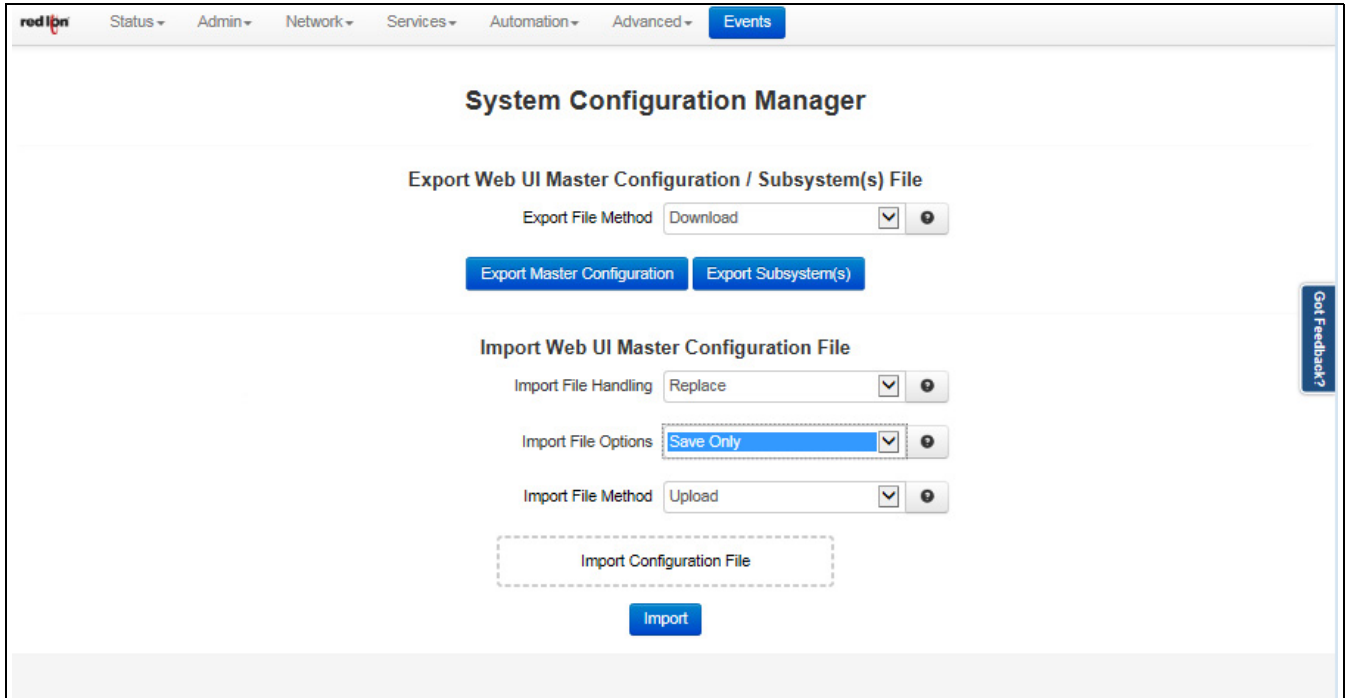 red lion Status Admin Network Services Automation Advanced Events
System Configuration Manager
Export Web UI Master Configuration / Subsystem(s) File
Export File Method Download ?
Export Master Configuration Export Subsystem(s)
Got Feedback?
Import Web UI Master Configuration File
Import File Handling Replace ?
Import File Options Save Only ?
Import File Method Upload ?
Import Configuration File
Import